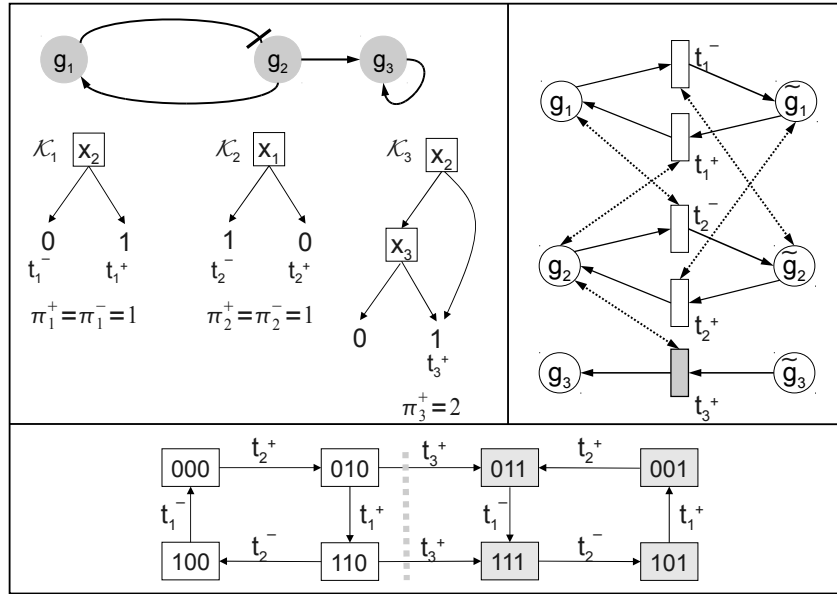 g₁ g₂ g₃
𝒦₁ x₂
0 1
t₁⁻ t₁⁺
π₁⁺=π₁⁻=1
𝒦₂ x₁
1 0
t₂⁻ t₂⁺
π₂⁺=π₂⁻=1
𝒦₃ x₂
x₃
0 1
t₃⁺
π₃⁺=2
t₁⁻
g₁ g̃₁
t₁⁺
t₂⁻
g₂ g̃₂
t₂⁺
g₃ g̃₃
t₃⁺
t₂⁺ t₃⁺ t₂⁺
000 010 011 001
t₁⁻ t₁⁺ t₁⁻ t₁⁺
t₂⁻ t₃⁺ t₂⁻
100 110 111 101